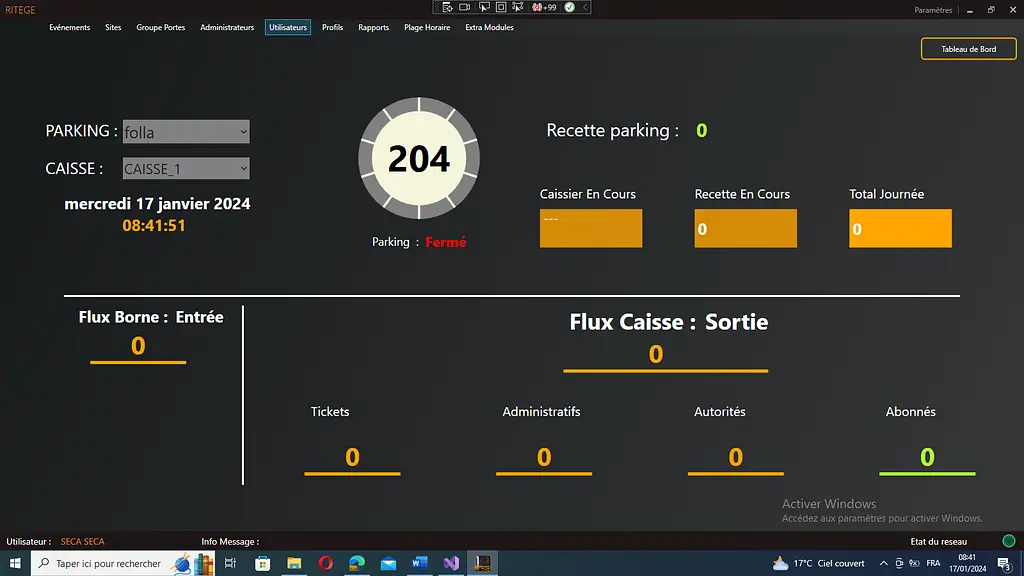 RITEGE
+99
Paramètres
Evénements Sites Groupe Portes Administrateurs Utilisateurs Profils Rapports Plage Horaire Extra Modules
Tableau de Bord
PARKING : folla
CAISSE : CAISSE_1
mercredi 17 janvier 2024
08:41:51
204
Parking : Fermé
Recette parking : 0
Caissier En Cours Recette En Cours Total Journée
--- 0 0
Flux Borne : Entrée
0
Flux Caisse : Sortie
0
Tickets Administratifs Autorités Abonnés
0 0 0 0
Activer Windows
Accédez aux paramètres pour activer Windows.
Utilisateur : SECA SECA Info Message : Etat du reseau
Taper ici pour rechercher
17°C Ciel couvert
FRA
08:41
17/01/2024
3